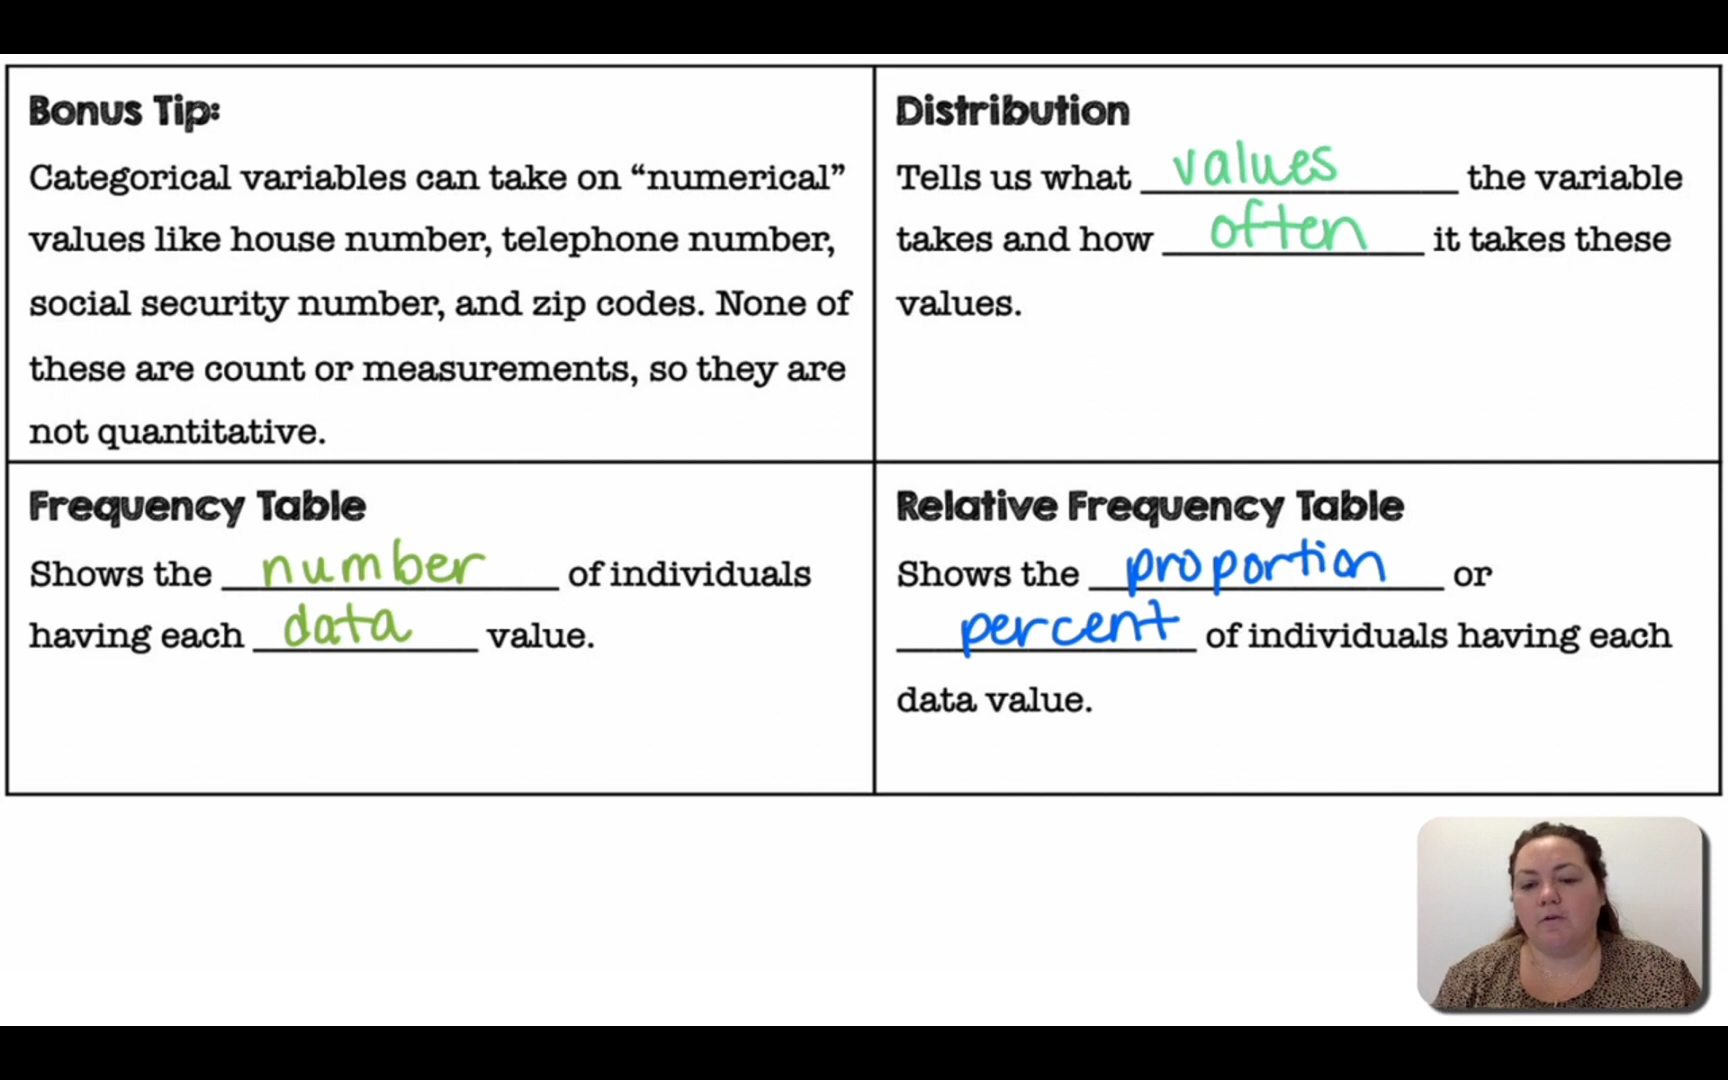 Bonus Tip:
Categorical variables can take on “numerical”
values like house number, telephone number,
social security number, and zip codes. None of
these are count or measurements, so they are
not quantitative.
Distribution
Tells us what values the variable
takes and how often it takes these
values.
Frequency Table
Shows the number of individuals
having each data value.
Relative Frequency Table
Shows the proportion or
percent of individuals having each
data value.